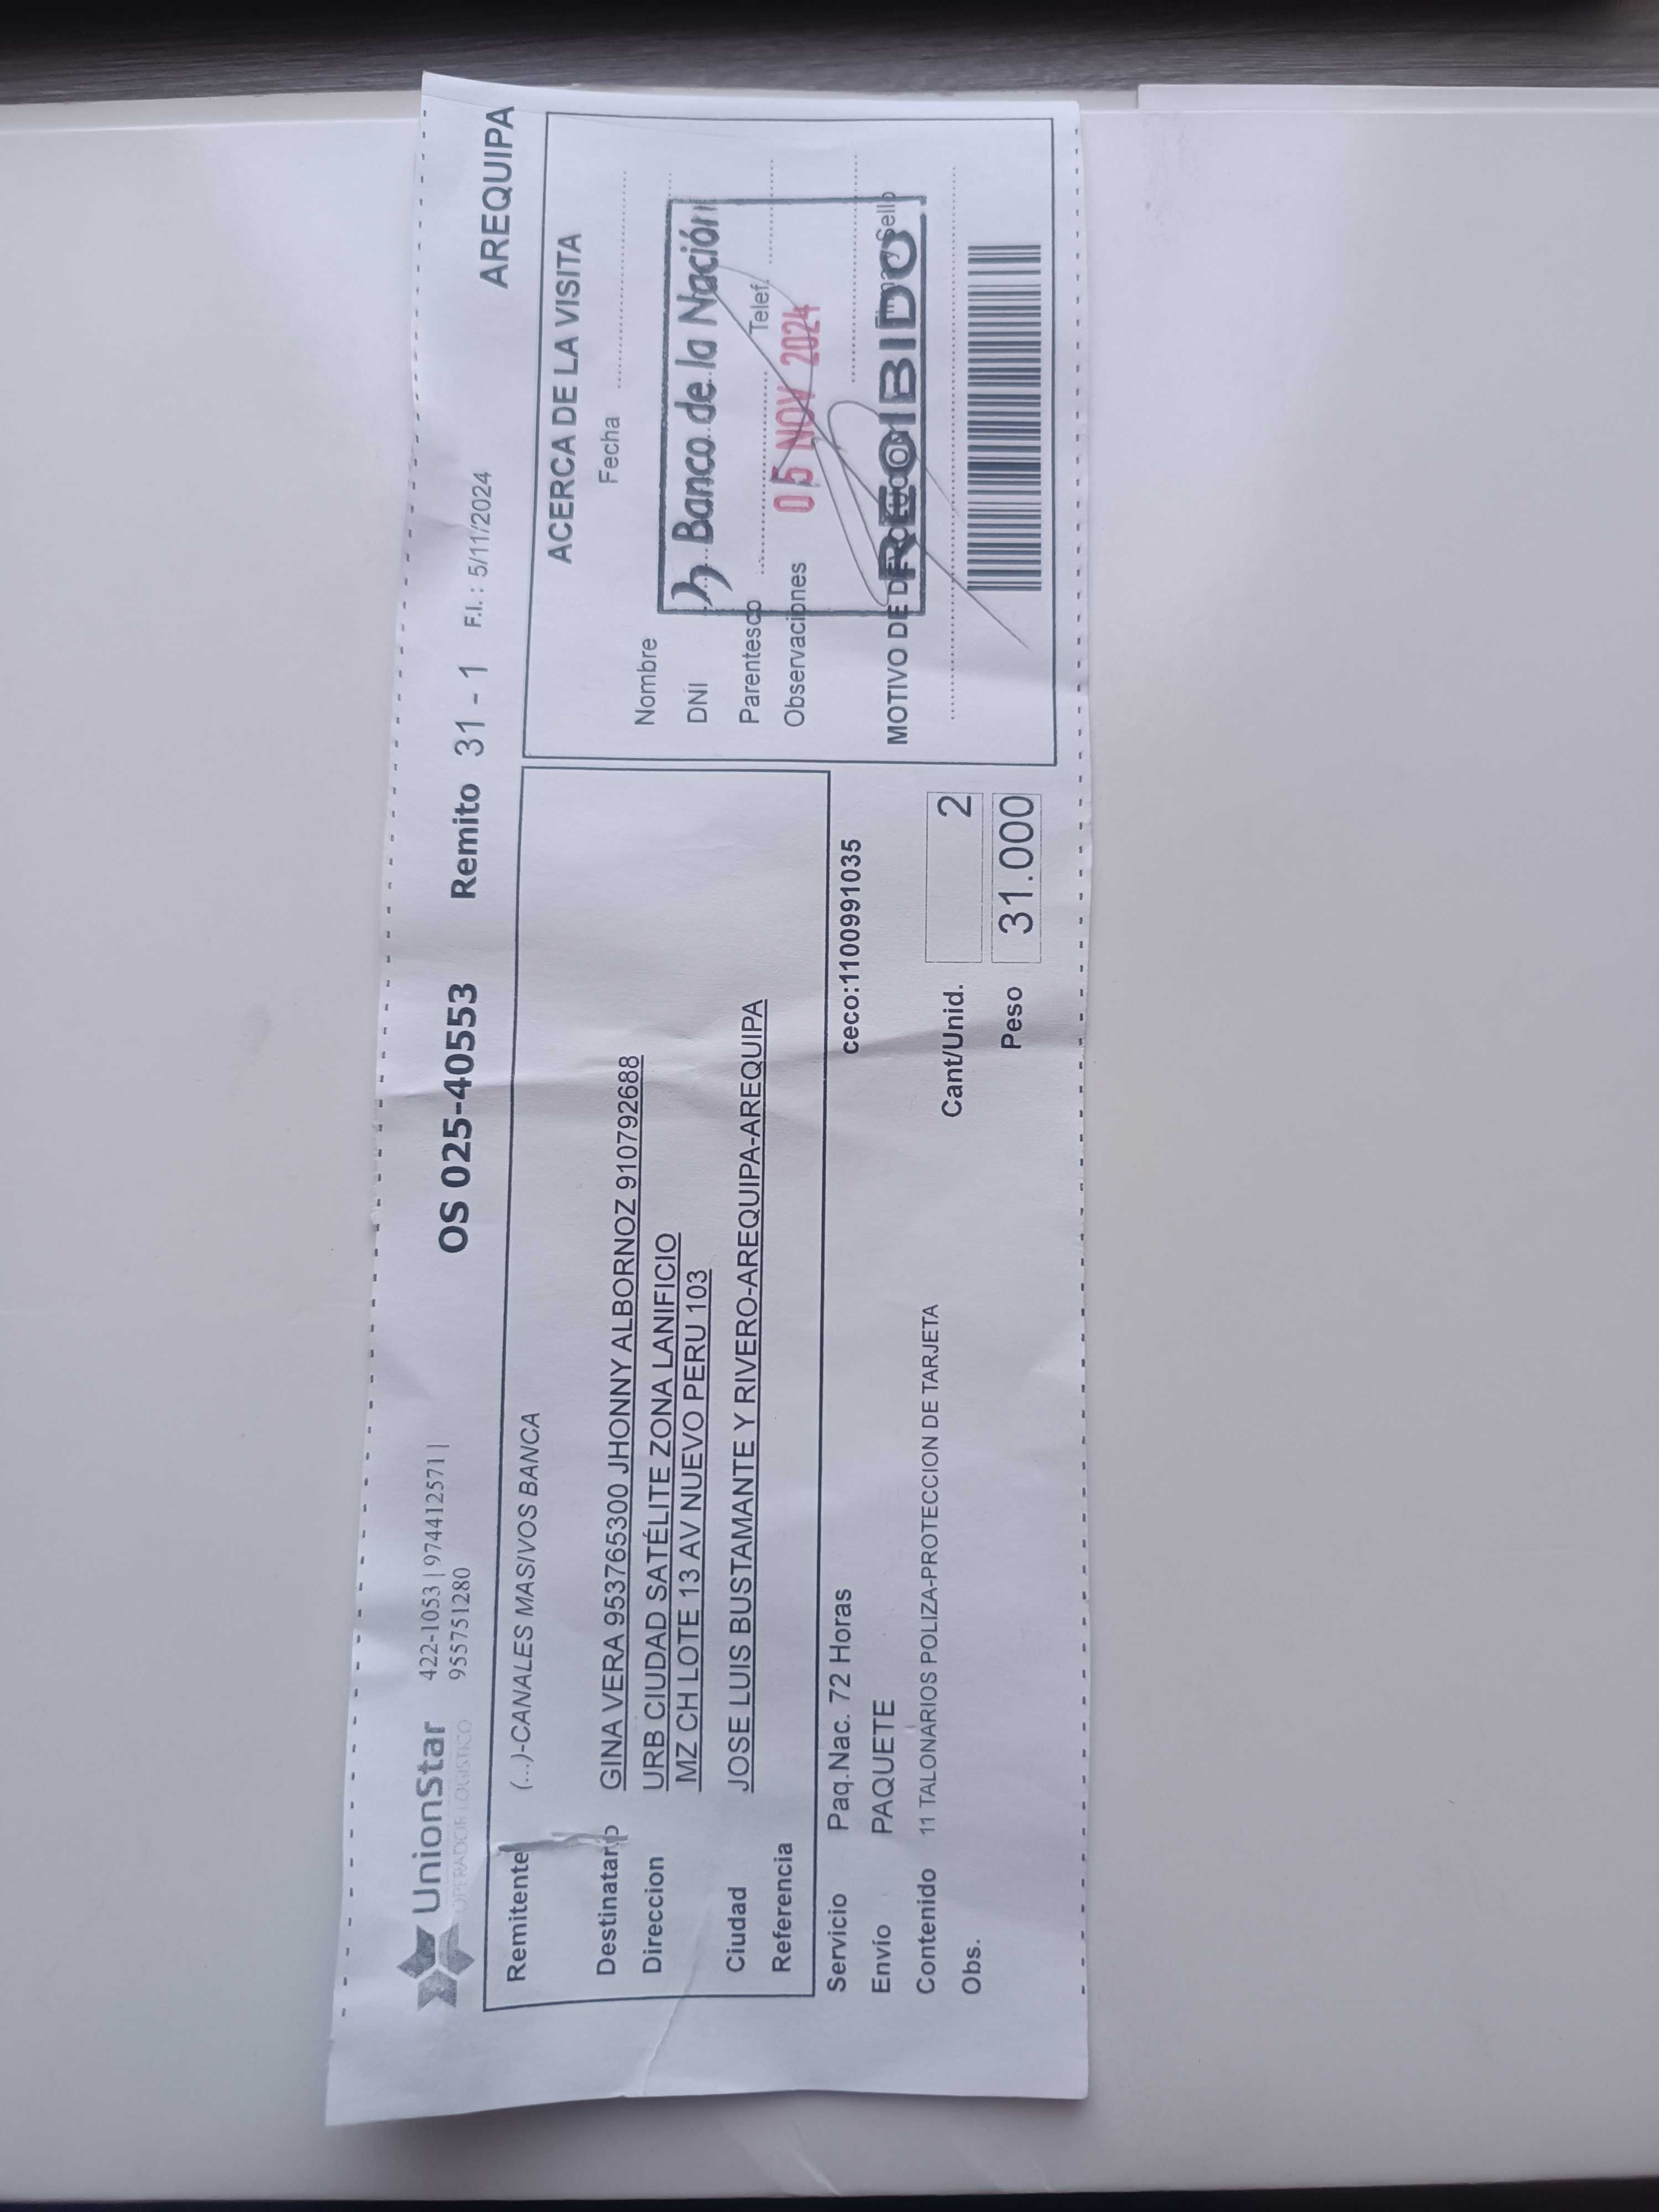 UnionStar
OPERADOR LOGISTICO
422-1053 | 974412571 |
955751280
OS 025-40553
Remito 31 - 1
F.I. : 5/11/2024
AREQUIPA
Remitente (...)-CANALES MASIVOS BANCA
Destinatario GINA VERA 953765300 JHONNY ALBORNOZ 910792688
Direccion URB CIUDAD SATÉLITE ZONA LANIFICIO
MZ CH LOTE 13 AV NUEVO PERU 103
Ciudad JOSE LUIS BUSTAMANTE Y RIVERO-AREQUIPA-AREQUIPA
Referencia
Servicio Paq.Nac. 72 Horas
ceco:1100991035
Envío PAQUETE
Contenido 11 TALONARIOS POLIZA-PROTECCION DE TARJETA
Obs.
Cant/Unid. 2
Peso 31.000
ACERCA DE LA VISITA
Fecha
Nombre
DNI
Parentesco
Telef.
Observaciones
MOTIVO DE
Sello
Banco de la Nación
05 NOV 2024
RECIBIDO